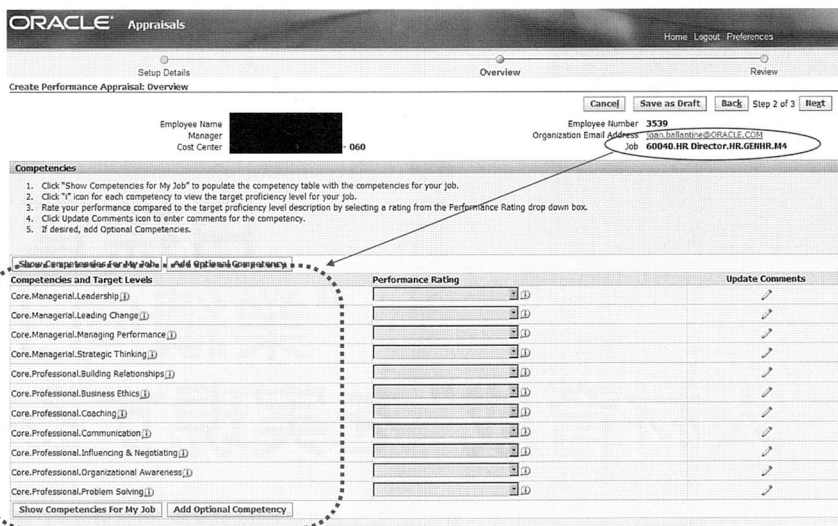 ORACLE® Appraisals
Home Logout Preferences
Setup Details Overview Review
Create Performance Appraisal: Overview
Cancel Save as Draft Back Step 2 of 3 Next
Employee Name
Manager
Cost Center - 060
Employee Number 3539
Organization Email Address joan.ballantine@ORACLE.COM
Job 60040.HR Director.HR.GENHR.M4
Competencies
1. Click "Show Competencies for My Job" to populate the competency table with the competencies for your job.
2. Click "i" icon for each competency to view the target proficiency level for your job.
3. Rate your performance compared to the target proficiency level description by selecting a rating from the Performance Rating drop down box.
4. Click Update Comments icon to enter comments for the competency.
5. If desired, add Optional Competencies.
Show Competencies For My Job Add Optional Competency
Competencies and Target Levels Performance Rating Update Comments
Core.Managerial.Leadership
Core.Managerial.Leading Change
Core.Managerial.Managing Performance
Core.Managerial.Strategic Thinking
Core.Professional.Building Relationships
Core.Professional.Business Ethics
Core.Professional.Coaching
Core.Professional.Communication
Core.Professional.Influencing & Negotiating
Core.Professional.Organizational Awareness
Core.Professional.Problem Solving
Show Competencies For My Job Add Optional Competency